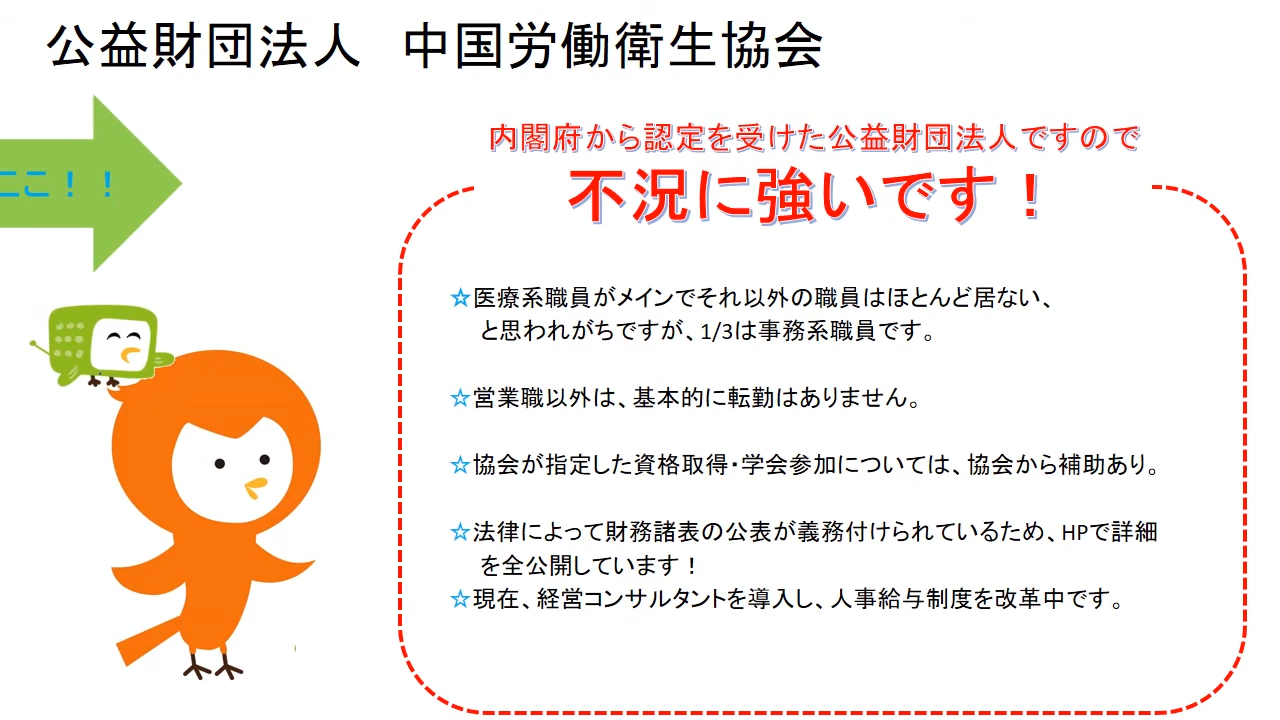 公益財団法人　中国労働衛生協会
ここ！！
内閣府から認定を受けた公益財団法人ですので
不況に強いです！
☆医療系職員がメインでそれ以外の職員はほとんど居ない、
と思われがちですが、1/3は事務系職員です。
☆営業職以外は、基本的に転勤はありません。
☆協会が指定した資格取得・学会参加については、協会から補助あり。
☆法律によって財務諸表の公表が義務付けられているため、HPで詳細
を全公開しています！
☆現在、経営コンサルタントを導入し、人事給与制度を改革中です。